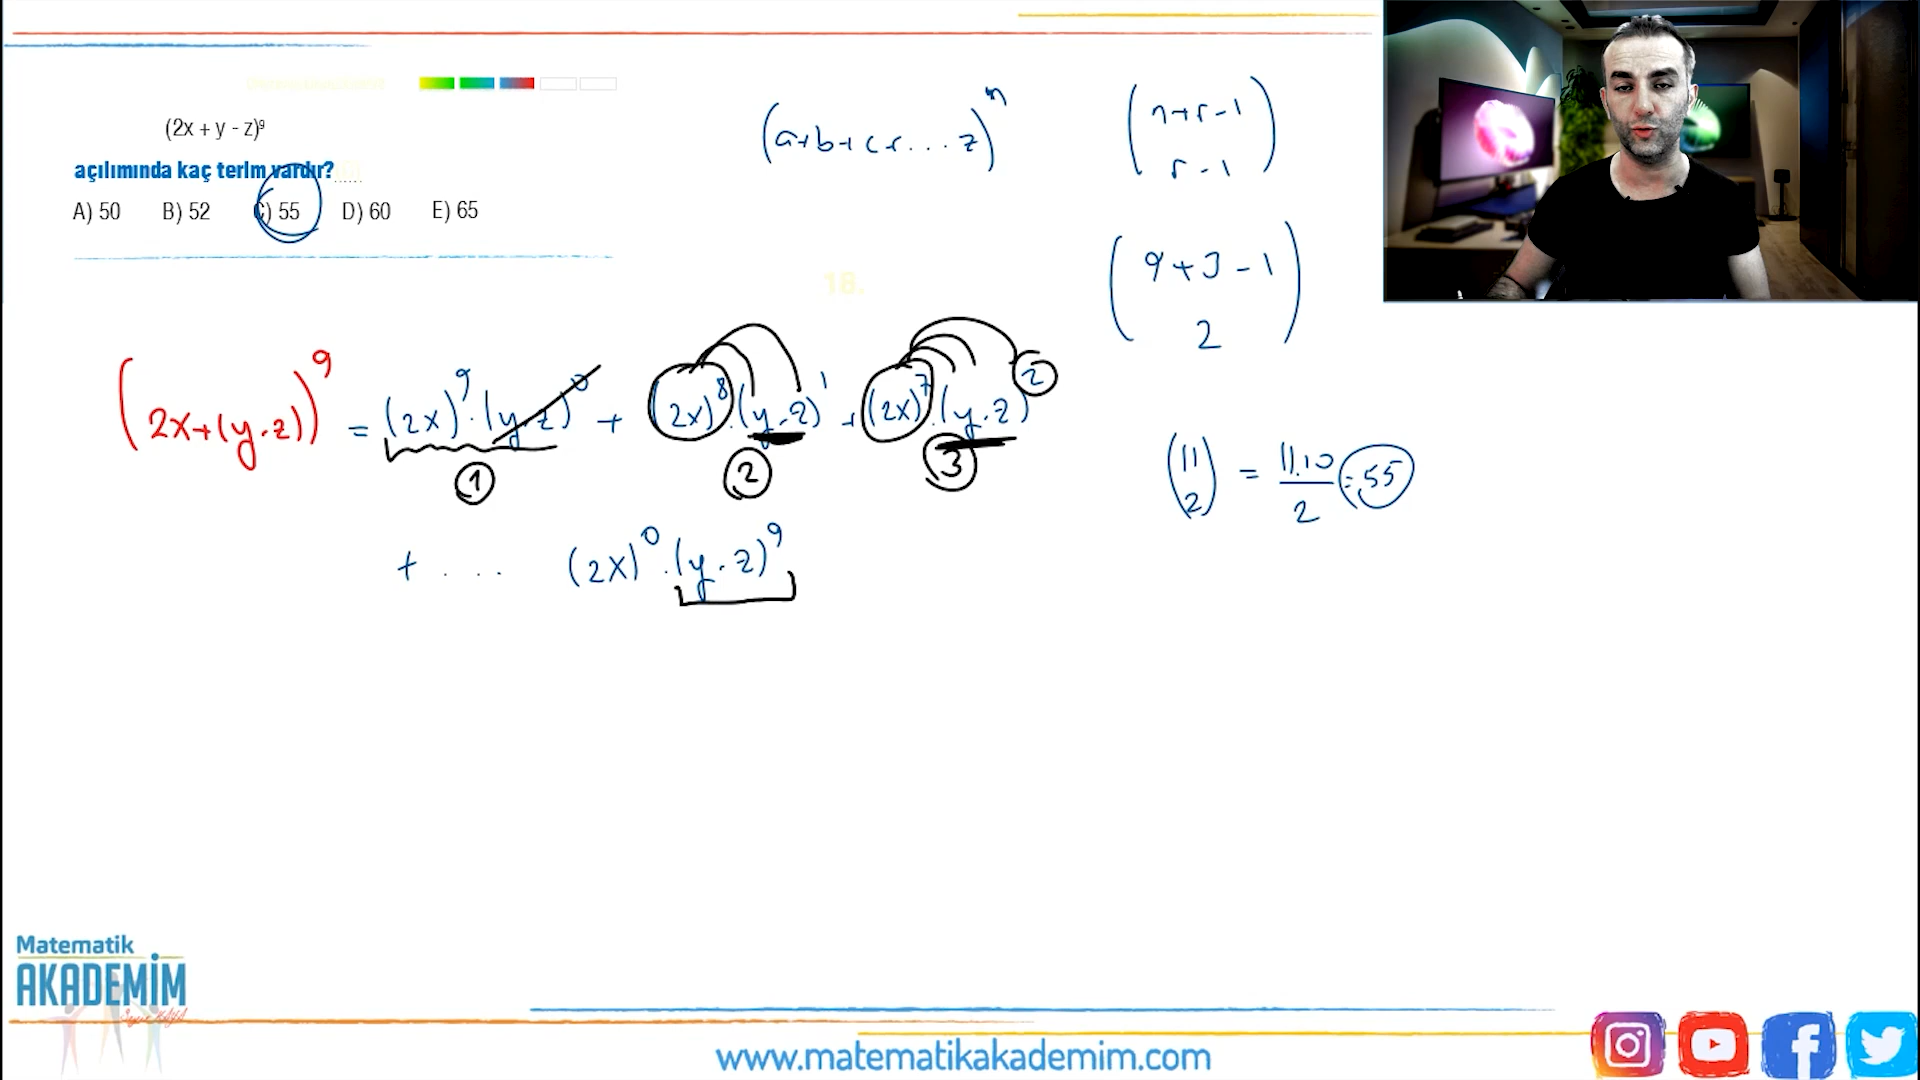 (2x + y - z)⁹
açılımında kaç terim vardır?
A) 50 B) 52 C) 55 D) 60 E) 65
(a+b+c+...z)ⁿ
(n+r-1
r-1)
(9+3-1
2)
18.
(2x+(y-z))⁹ = (2x)⁹.(y-z)⁰ + (2x)⁸.(y-z)¹ + (2x)⁷.(y-z)²
1 2 3
+ .... (2x)⁰.(y-z)⁹
(11
2) = 11.10/2 = 55
Matematik
AKADEMİM
www.matematikakademim.com